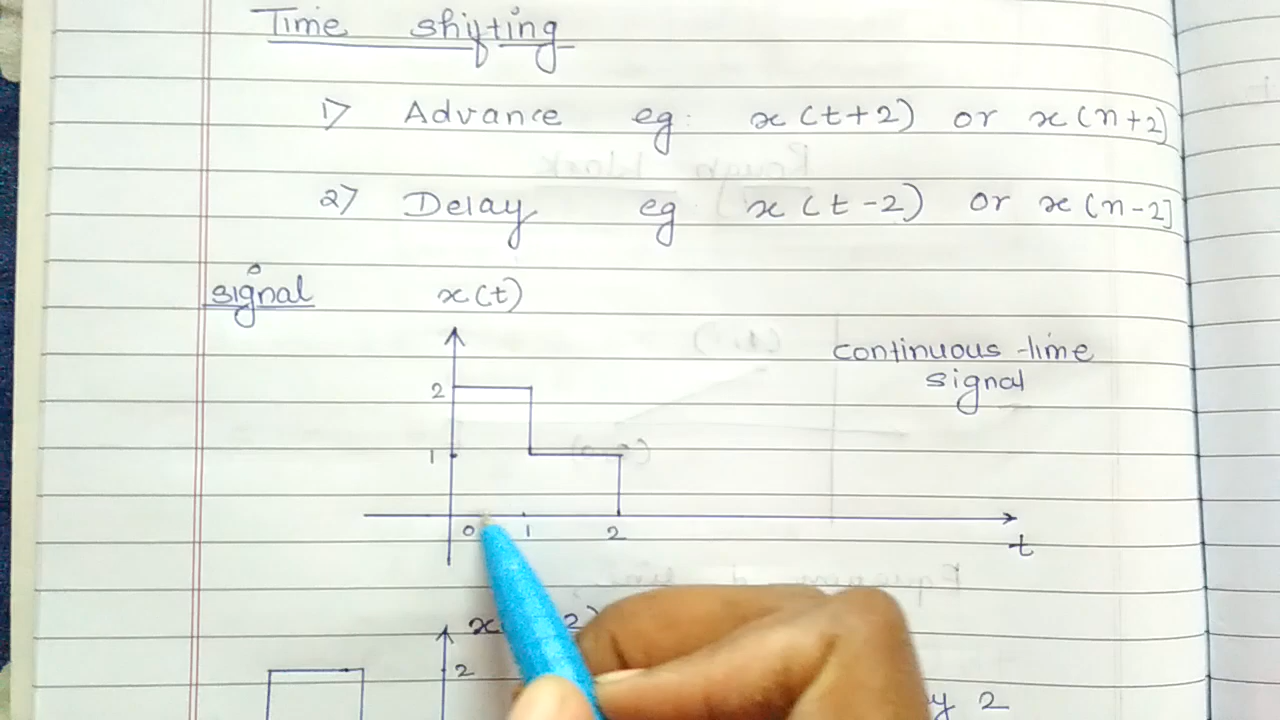 Time shifting
1) Advance eg: x(t+2) or x(n+2)
2) Delay eg x(t-2) or x[n-2]
signal x(t)
continuous-time
signal
2
1
0 1 2
t
2
y 2